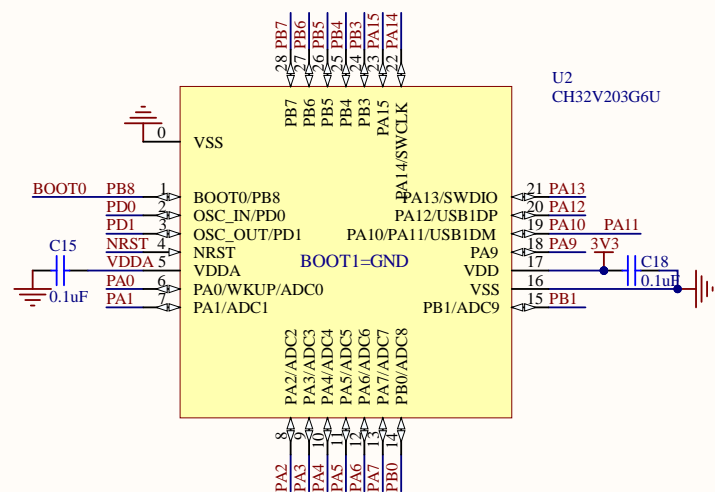 PB7 PB6 PB5 PB4 PB3 PA15 PA14
28 27 26 25 24 23 22
U2
CH32V203G6U
PB7 PB6 PB5 PB4 PB3 PA15 PA14/SWCLK
0 VSS
BOOT0 PB8 1 BOOT0/PB8
PD0 2 OSC_IN/PD0
PD1 3 OSC_OUT/PD1
NRST 4 NRST
C15 VDDA 5 VDDA
0.1uF
PA0 6 PA0/WKUP/ADC0
PA1 7 PA1/ADC1
BOOT1=GND
PA13/SWDIO 21 PA13
PA12/USB1DP 20 PA12
PA10/PA11/USB1DM 19 PA10 PA11
PA9 18 PA9
3V3
VDD 17 C18
0.1uF
VSS 16
PB1/ADC9 15 PB1
PA2/ADC2 PA3/ADC3 PA4/ADC4 PA5/ADC5 PA6/ADC6 PA7/ADC7 PB0/ADC8
8 9 10 11 12 13 14
PA2 PA3 PA4 PA5 PA6 PA7 PB0